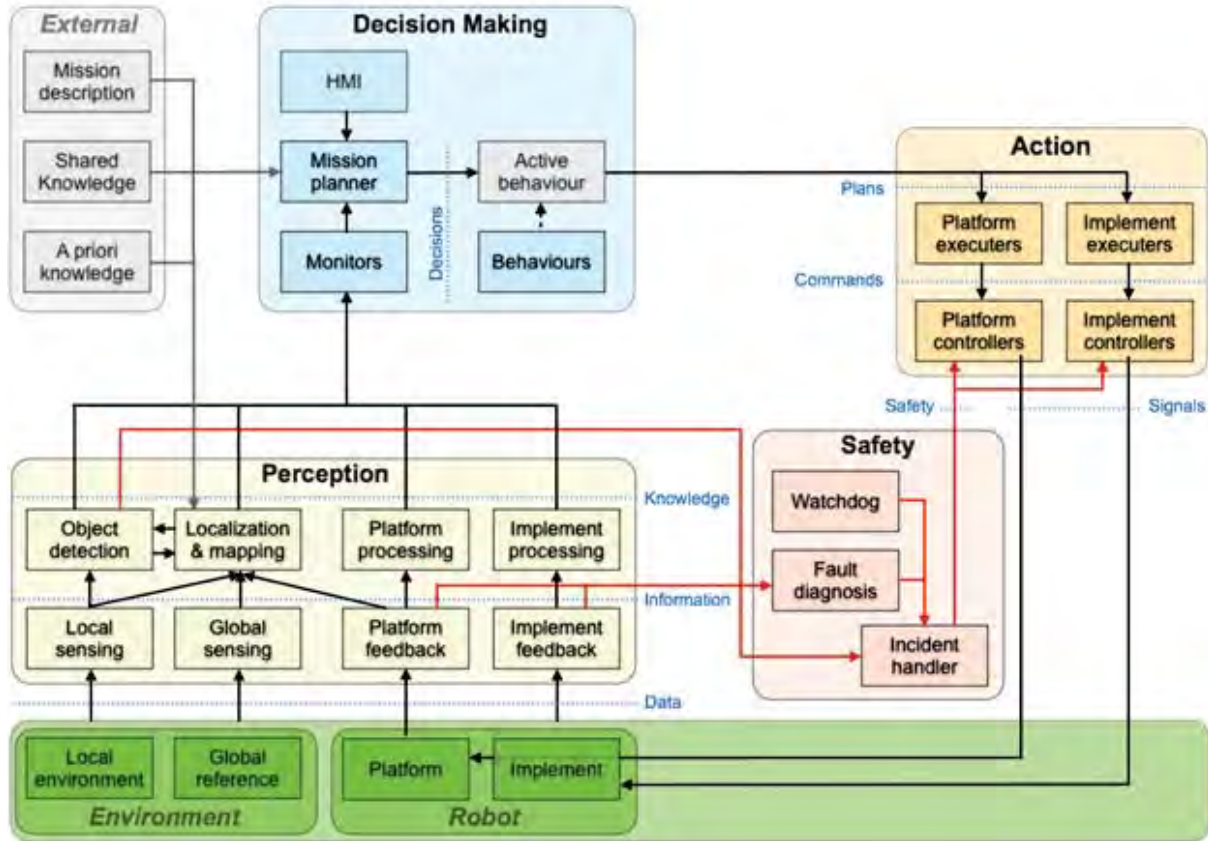 External
Mission
description
Shared
Knowledge
A priori
knowledge
Decision Making
HMI
Mission
planner
Monitors
Decisions
Active
behaviour
Behaviours
Action
Plans
Platform
executers
Implement
executers
Commands
Platform
controllers
Implement
controllers
Safety
Signals
Perception
Knowledge
Object
detection
Localization
& mapping
Platform
processing
Implement
processing
Information
Local
sensing
Global
sensing
Platform
feedback
Implement
feedback
Data
Safety
Watchdog
Fault
diagnosis
Incident
handler
Local
environment
Global
reference
Environment
Platform
Implement
Robot